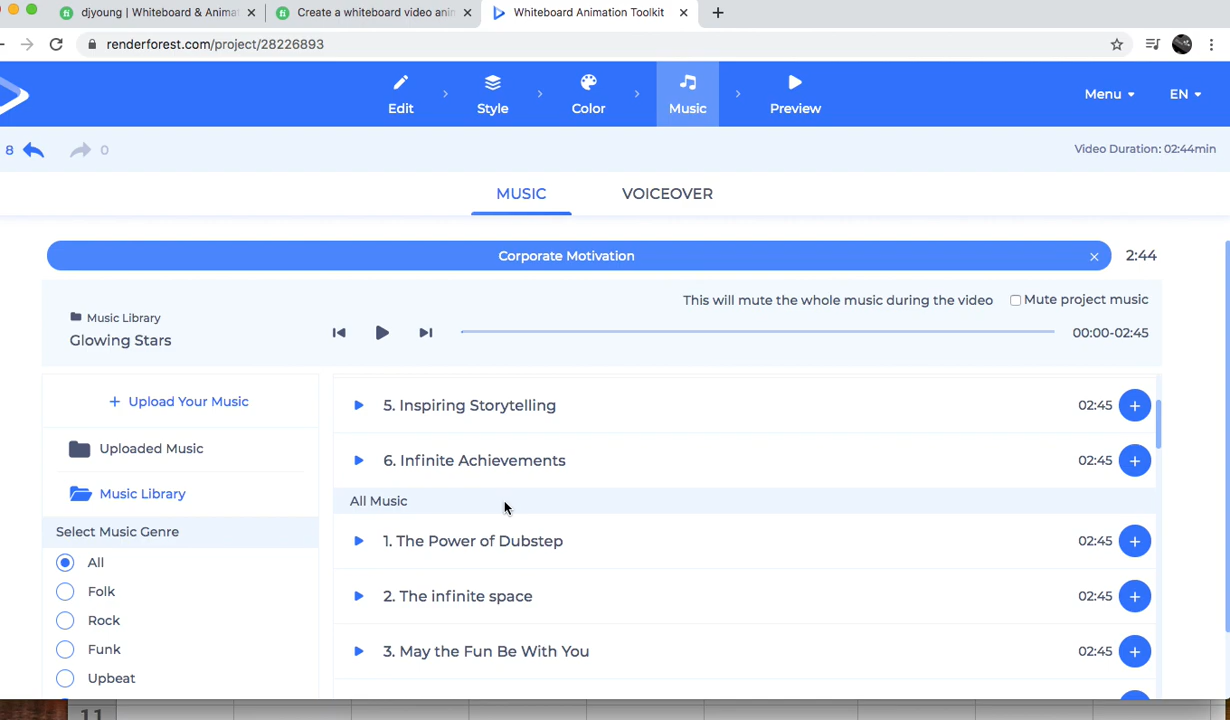 djyoung | Whiteboard & Anima
Create a whiteboard video anin
Whiteboard Animation Toolkit
renderforest.com/project/28226893
Edit
Style
Color
Music
Preview
Menu
EN
8
0
Video Duration: 02:44min
MUSIC
VOICEOVER
Corporate Motivation
2:44
This will mute the whole music during the video
Mute project music
Music Library
Glowing Stars
00:00-02:45
+ Upload Your Music
Uploaded Music
Music Library
Select Music Genre
All
Folk
Rock
Funk
Upbeat
5. Inspiring Storytelling 02:45
6. Infinite Achievements 02:45
All Music
1. The Power of Dubstep 02:45
2. The infinite space 02:45
3. May the Fun Be With You 02:45
11